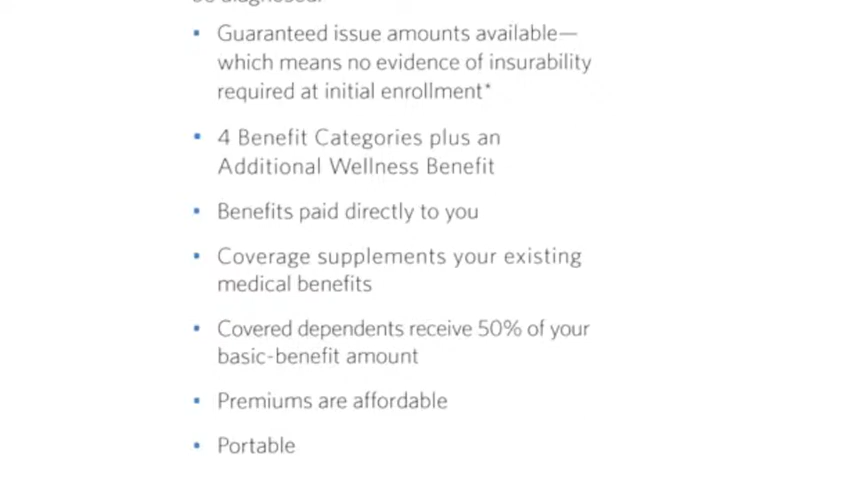 be diagnosed.
• Guaranteed issue amounts available—
which means no evidence of insurability
required at initial enrollment*
• 4 Benefit Categories plus an
Additional Wellness Benefit
• Benefits paid directly to you
• Coverage supplements your existing
medical benefits
• Covered dependents receive 50% of your
basic-benefit amount
• Premiums are affordable
• Portable